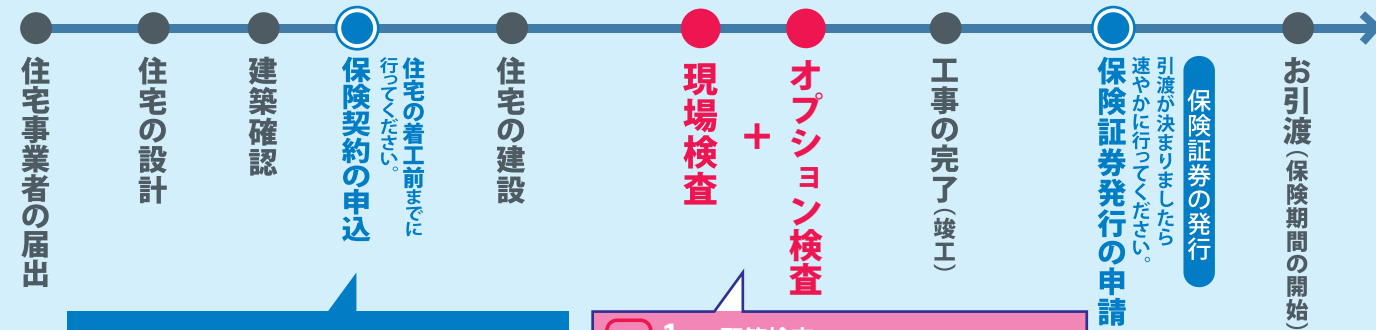 住宅事業者の届出
住宅の設計
建築確認
保険契約の申込
住宅の着工前までに
行ってください。
住宅の建設
現場検査
+
オプション検査
工事の完了(竣工)
保険証券発行の申請
引渡が決まりましたら
速やかに行ってください。
保険証券の発行
お引渡(保険期間の開始)